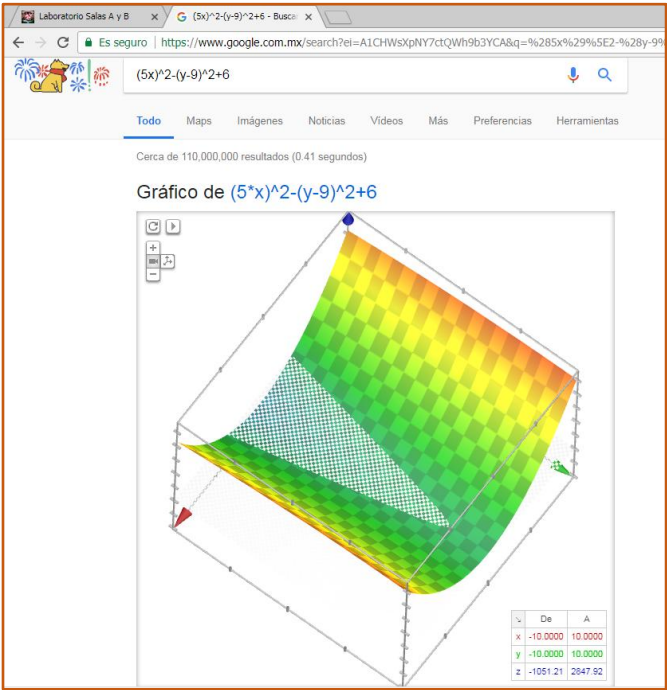 Laboratorio Salas A y B
(5x)^2-(y-9)^2+6 - Busca
Es seguro | https://www.google.com.mx/search?ei=A1CHWsXpNY7ctQWh9b3YCA&q=%285x%29%5E2-%28y-9%
(5x)^2-(y-9)^2+6
Todo Maps Imágenes Noticias Vídeos Más Preferencias Herramientas
Cerca de 110,000,000 resultados (0.41 segundos)
Gráfico de (5*x)^2-(y-9)^2+6
De A
x -10.0000 10.0000
y -10.0000 10.0000
z -1051.21 2847.92